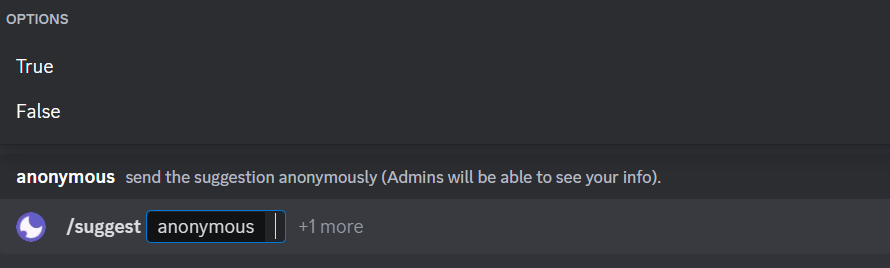 OPTIONS
True
False
anonymous send the suggestion anonymously (Admins will be able to see your info).
/suggest anonymous +1 more